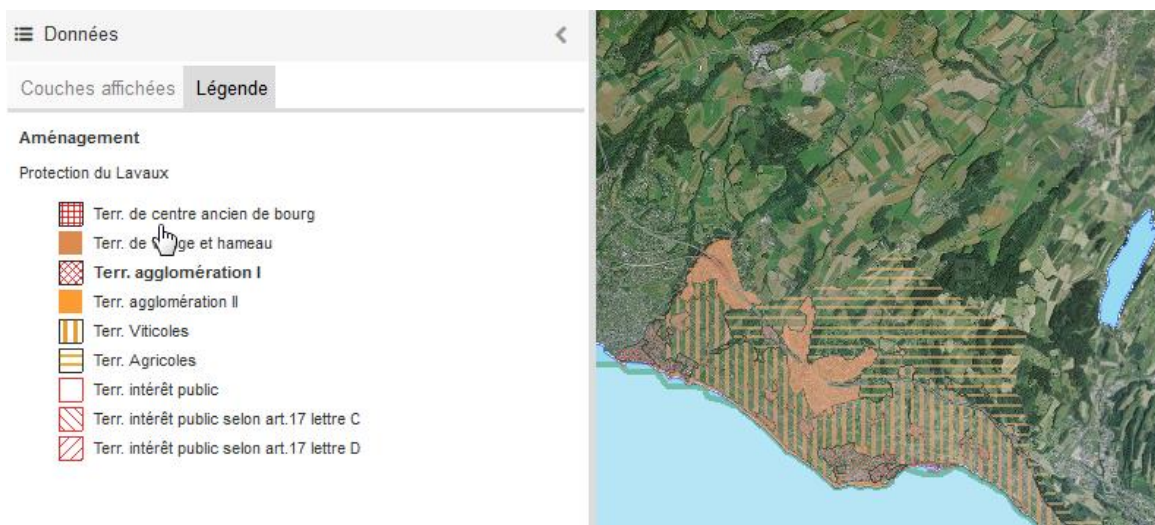 Données
Couches affichées Légende
Aménagement
Protection du Lavaux
Terr. de centre ancien de bourg
Terr. de et hameau
Terr. agglomération I
Terr. agglomération II
Terr. Viticoles
Terr. Agricoles
Terr. intérêt public
Terr. intérêt public selon art.17 lettre C
Terr. intérêt public selon art.17 lettre D